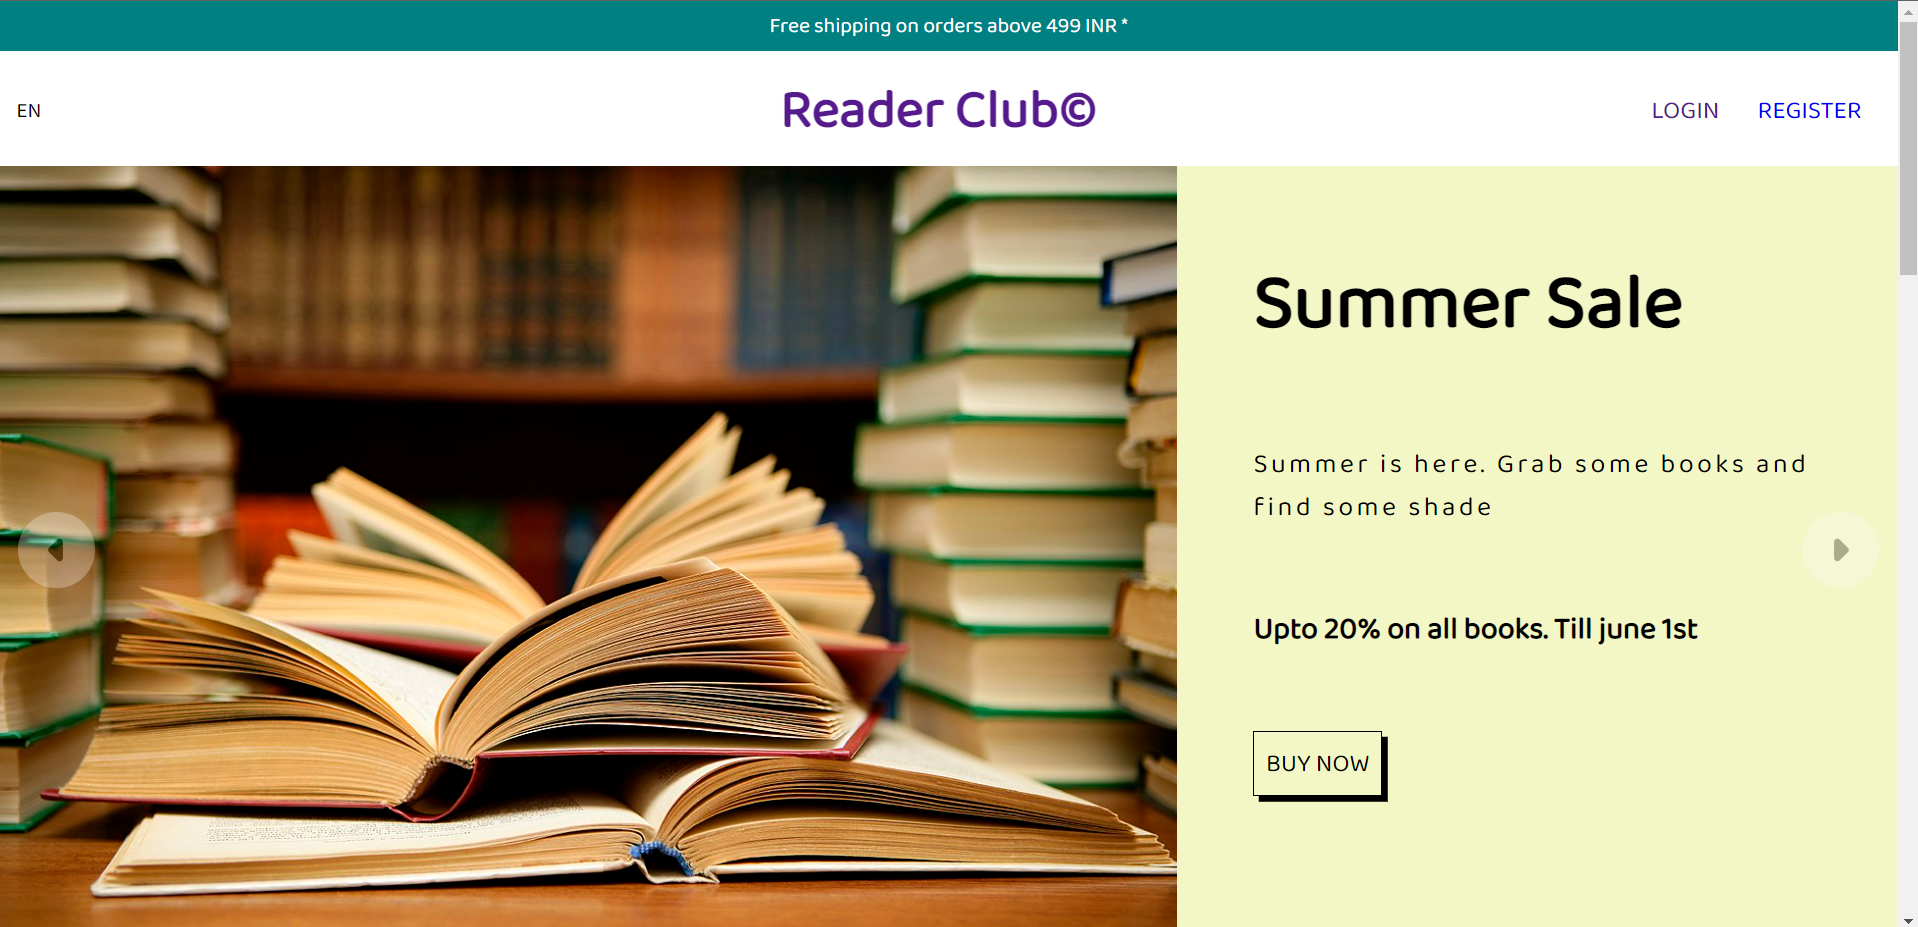 Free shipping on orders above 499 INR *
EN
Reader Club©
LOGIN
REGISTER
Summer Sale
Summer is here. Grab some books and
find some shade
Upto 20% on all books. Till june 1st
BUY NOW